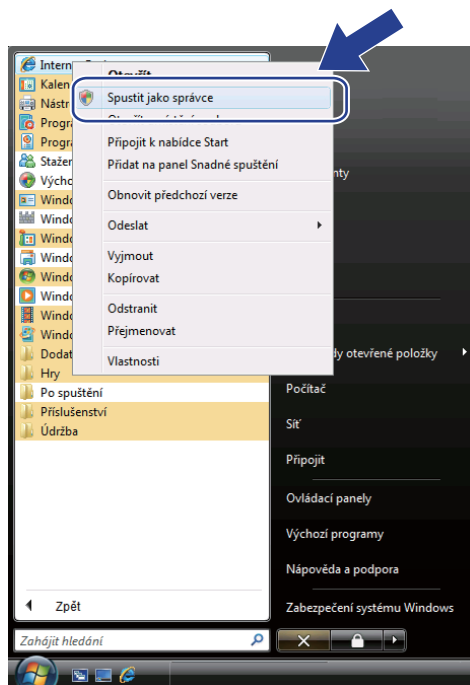 Intern
Otevřít
Kalen
Spustit jako správce
Nástr
Progra
Připojit k nabídce Start
Progra
Přidat na panel Snadné spuštění
Stažer
Výcho
nty
Windo
Obnovit předchozí verze
Windo
Odeslat
Windo
Windo
Vyjmout
Windo
Kopírovat
Windo
Windo
Odstranit
Windo
Přejmenovat
Dodat
dy otevřené položky
Vlastnosti
Hry
Po spuštění
Počítač
Příslušenství
Síť
Údržba
Připojit
Ovládací panely
Výchozí programy
Nápověda a podpora
Zpět
Zabezpečení systému Windows
Zahájit hledání